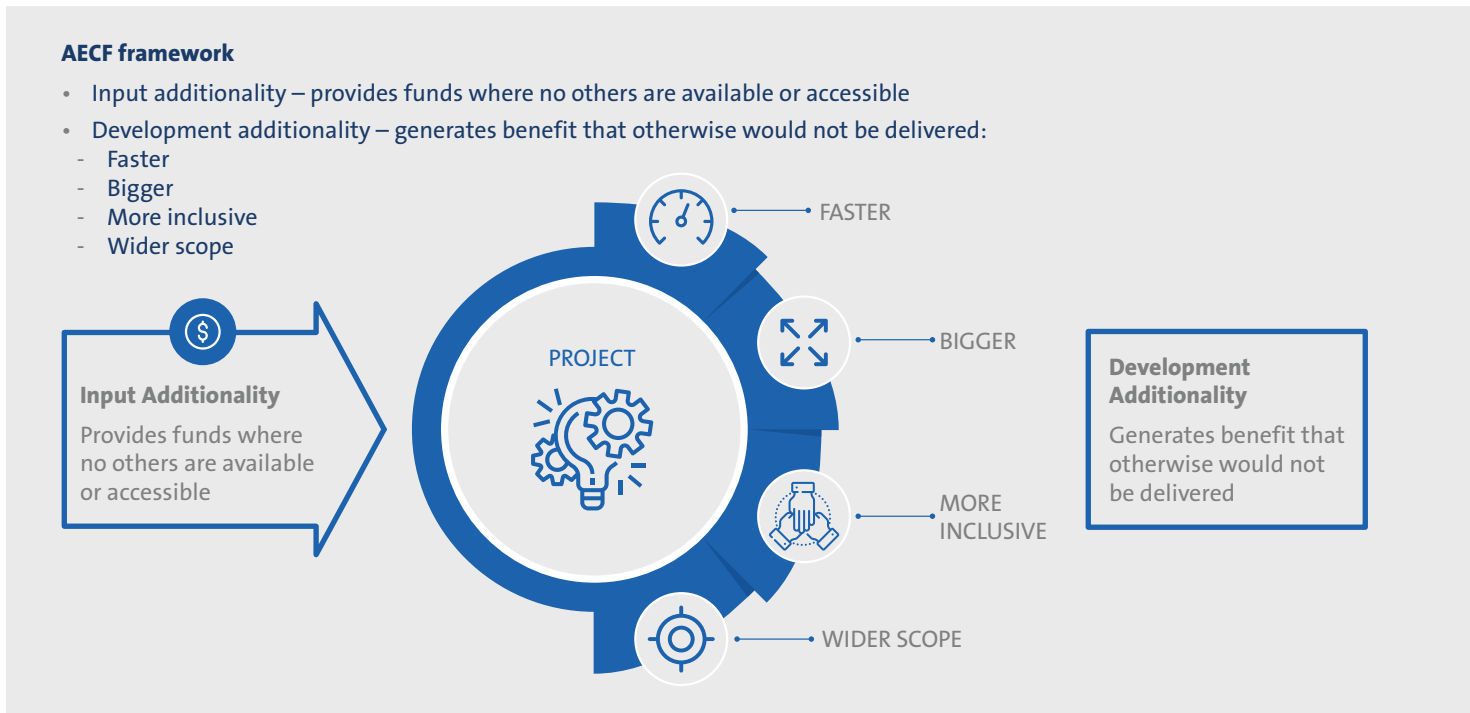 AECF framework
• Input additionality – provides funds where no others are available or accessible
• Development additionality – generates benefit that otherwise would not be delivered:
- Faster
- Bigger
- More inclusive
- Wider scope
$
Input Additionality
Provides funds where
no others are available
or accessible
PROJECT
FASTER
BIGGER
MORE
INCLUSIVE
WIDER SCOPE
Development
Additionality
Generates benefit that
otherwise would not
be delivered